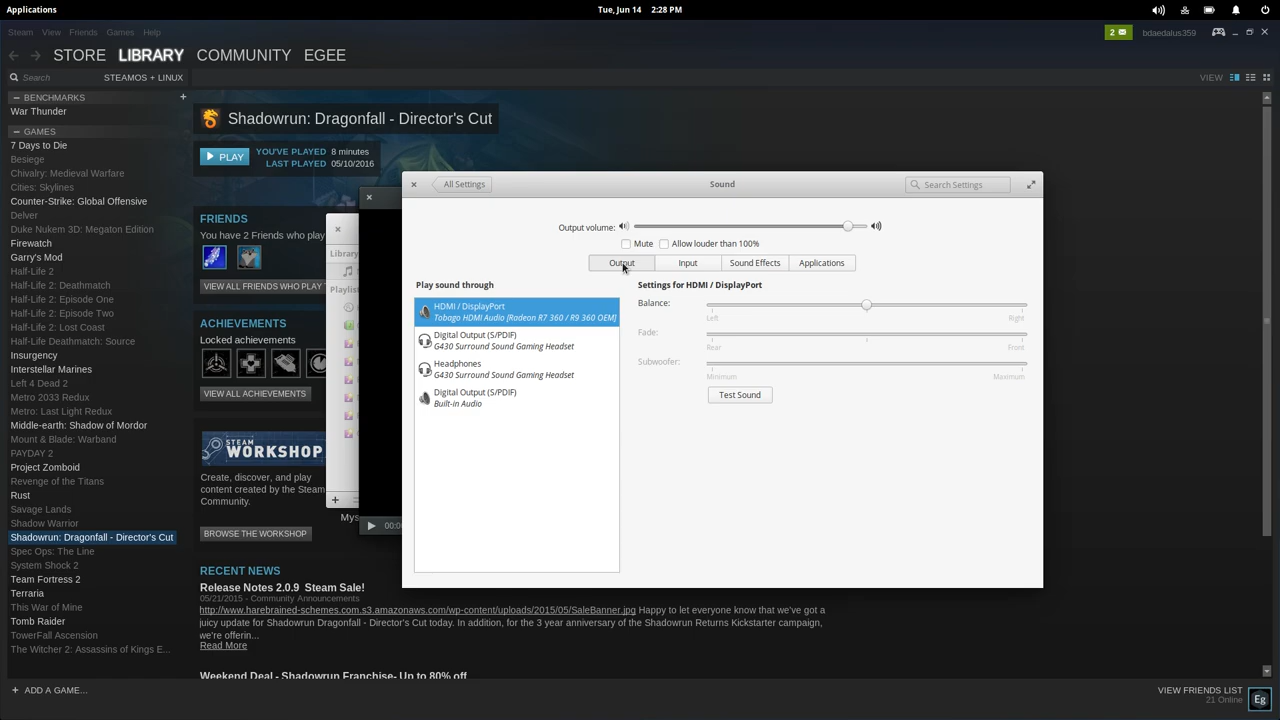 Applications
Tue, Jun 14 2:28 PM
Steam View Friends Games Help
2
bdaedalus359
STORE LIBRARY COMMUNITY EGEE
Search STEAMOS + LINUX
VIEW
BENCHMARKS +
War Thunder
GAMES
7 Days to Die
Besiege
Chivalry: Medieval Warfare
Cities: Skylines
Counter-Strike: Global Offensive
Delver
Duke Nukem 3D: Megaton Edition
Firewatch
Garry's Mod
Half-Life 2
Half-Life 2: Deathmatch
Half-Life 2: Episode One
Half-Life 2: Episode Two
Half-Life 2: Lost Coast
Half-Life Deathmatch: Source
Insurgency
Interstellar Marines
Left 4 Dead 2
Metro 2033 Redux
Metro: Last Light Redux
Middle-earth: Shadow of Mordor
Mount & Blade: Warband
PAYDAY 2
Project Zomboid
Revenge of the Titans
Rust
Savage Lands
Shadow Warrior
Shadowrun: Dragonfall - Director's Cut
Spec Ops: The Line
System Shock 2
Team Fortress 2
Terraria
This War of Mine
Tomb Raider
TowerFall Ascension
The Witcher 2: Assassins of Kings E...
+ ADD A GAME...
Shadowrun: Dragonfall - Director's Cut
PLAY
YOU'VE PLAYED 8 minutes
LAST PLAYED 05/10/2016
FRIENDS
You have 2 Friends who play
VIEW ALL FRIENDS WHO PLAY
ACHIEVEMENTS
Locked achievements
VIEW ALL ACHIEVEMENTS
STEAM WORKSHOP
Create, discover, and play
content created by the Steam
Community.
BROWSE THE WORKSHOP
RECENT NEWS
Release Notes 2.0.9 Steam Sale!
05/21/2015 - Community Announcements
http://www.harebrained-schemes.com.s3.amazonaws.com/wp-content/uploads/2015/05/SaleBanner.jpg Happy to let everyone know that we've got a
juicy update for Shadowrun Dragonfall - Director's Cut today. In addition, for the 3 year anniversary of the Shadowrun Returns Kickstarter campaign,
we're offerin...
Read More
Weekend Deal - Shadowrun Franchise- Up to 80% off
Library
Playlis
+
Mys
00:0
All Settings
Sound
Search Settings
Output volume:
Mute Allow louder than 100%
Output Input Sound Effects Applications
Play sound through
HDMI / DisplayPort
Tobago HDMI Audio [Radeon R7 360 / R9 360 OEM]
Digital Output (S/PDIF)
G430 Surround Sound Gaming Headset
Headphones
G430 Surround Sound Gaming Headset
Digital Output (S/PDIF)
Built-in Audio
Settings for HDMI / DisplayPort
Balance:
Left Right
Fade:
Rear Front
Subwoofer:
Minimum Maximum
Test Sound
VIEW FRIENDS LIST
21 Online
Eg